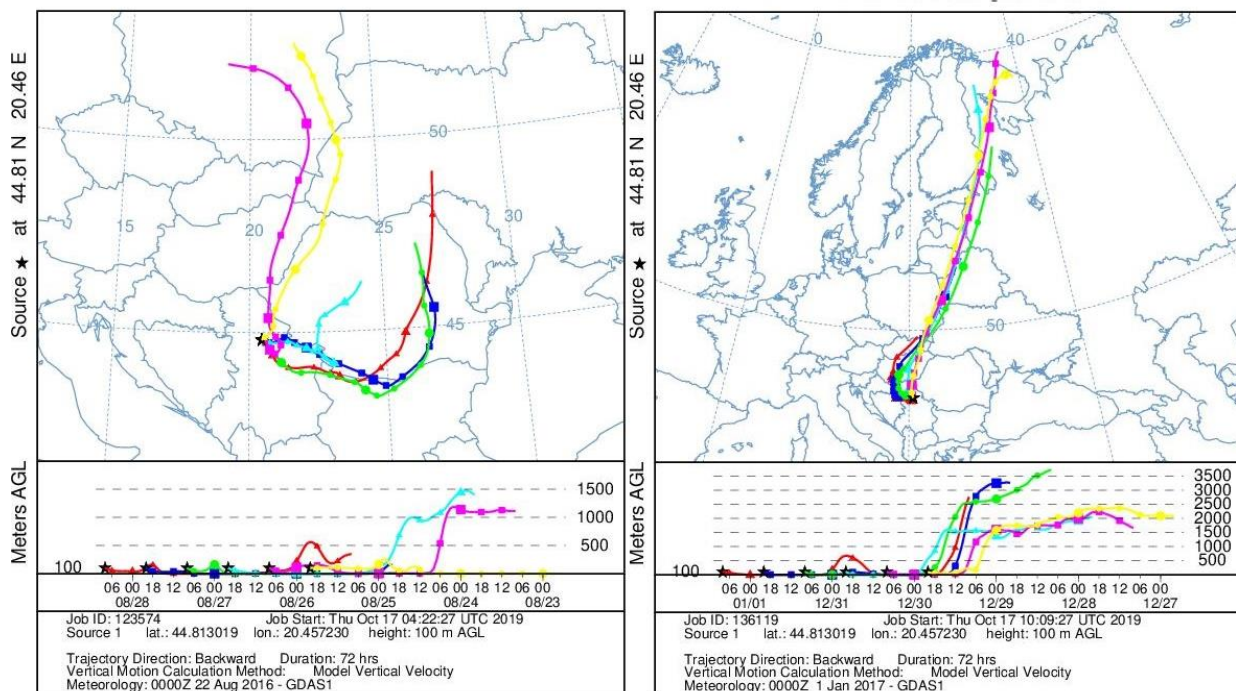 Source ★ at 44.81 N 20.46 E
15
20
25
30
50
45
Meters AGL
1500
1000
500
100
06 00 18 12 06 00 18 12 06 00 18 12 06 00 18 12 06 00 18 12 06 00
08/28 08/27 08/26 08/25 08/24 08/23
Job ID: 123574 Job Start: Thu Oct 17 04:22:27 UTC 2019
Source 1 lat.: 44.813019 lon.: 20.457230 height: 100 m AGL
Trajectory Direction: Backward Duration: 72 hrs
Vertical Motion Calculation Method: Model Vertical Velocity
Meteorology: 0000Z 22 Aug 2016 - GDAS1
Source ★ at 44.81 N 20.46 E
0
20
40
50
Meters AGL
3500
3000
2500
2000
1500
1000
500
100
06 00 18 12 06 00 18 12 06 00 18 12 06 00 18 12 06 00 18 12 06 00
01/01 12/31 12/30 12/29 12/28 12/27
Job ID: 136119 Job Start: Thu Oct 17 10:09:27 UTC 2019
Source 1 lat.: 44.813019 lon.: 20.457230 height: 100 m AGL
Trajectory Direction: Backward Duration: 72 hrs
Vertical Motion Calculation Method: Model Vertical Velocity
Meteorology: 0000Z 1 Jan 2017 - GDAS1